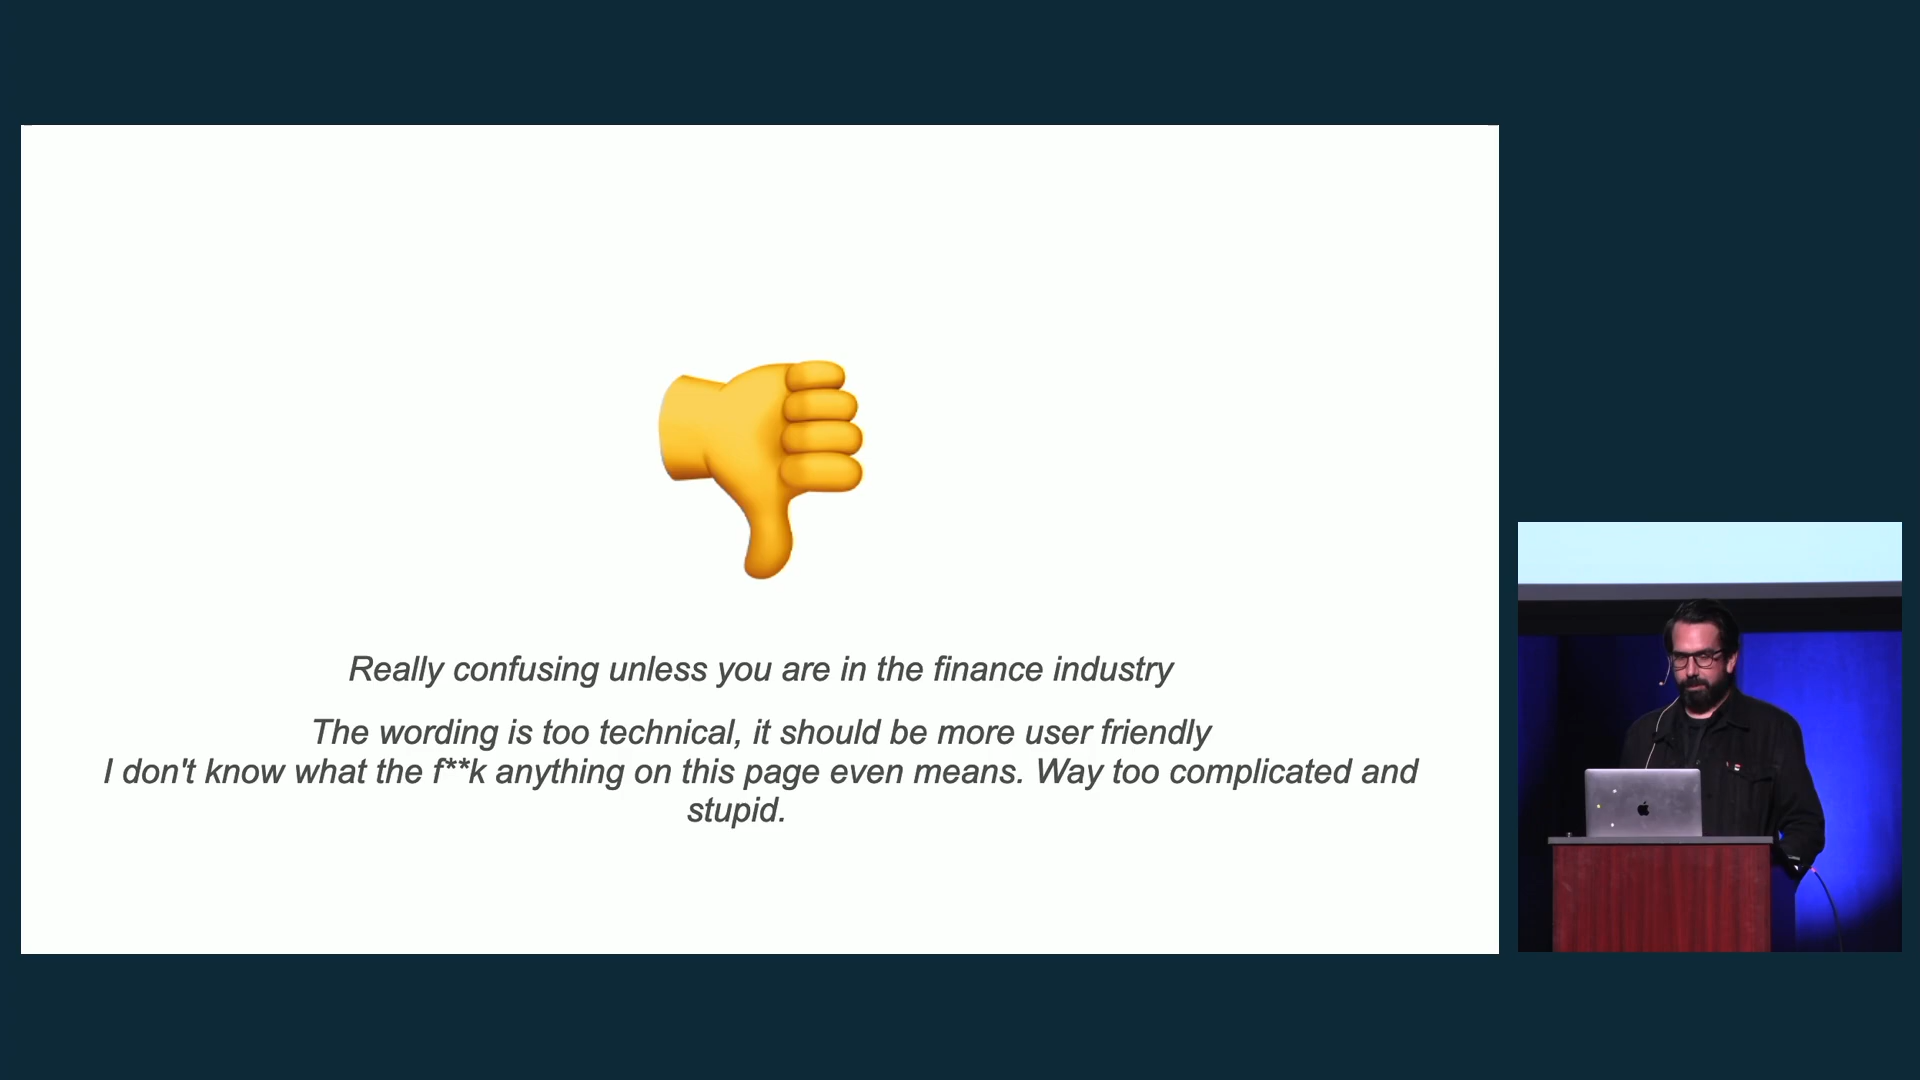 Really confusing unless you are in the finance industry
The wording is too technical, it should be more user friendly
I don't know what the f**k anything on this page even means. Way too complicated and
stupid.